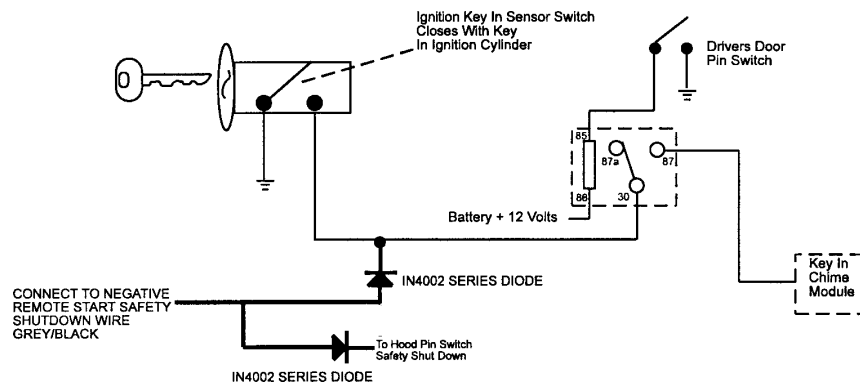 Ignition Key In Sensor Switch
Closes With Key
In Ignition Cylinder
Drivers Door
Pin Switch
85
87a
87
86
30
Battery + 12 Volts
Key In
Chime
Module
IN4002 SERIES DIODE
CONNECT TO NEGATIVE
REMOTE START SAFETY
SHUTDOWN WIRE
GREY/BLACK
To Hood Pin Switch
Safety Shut Down
IN4002 SERIES DIODE